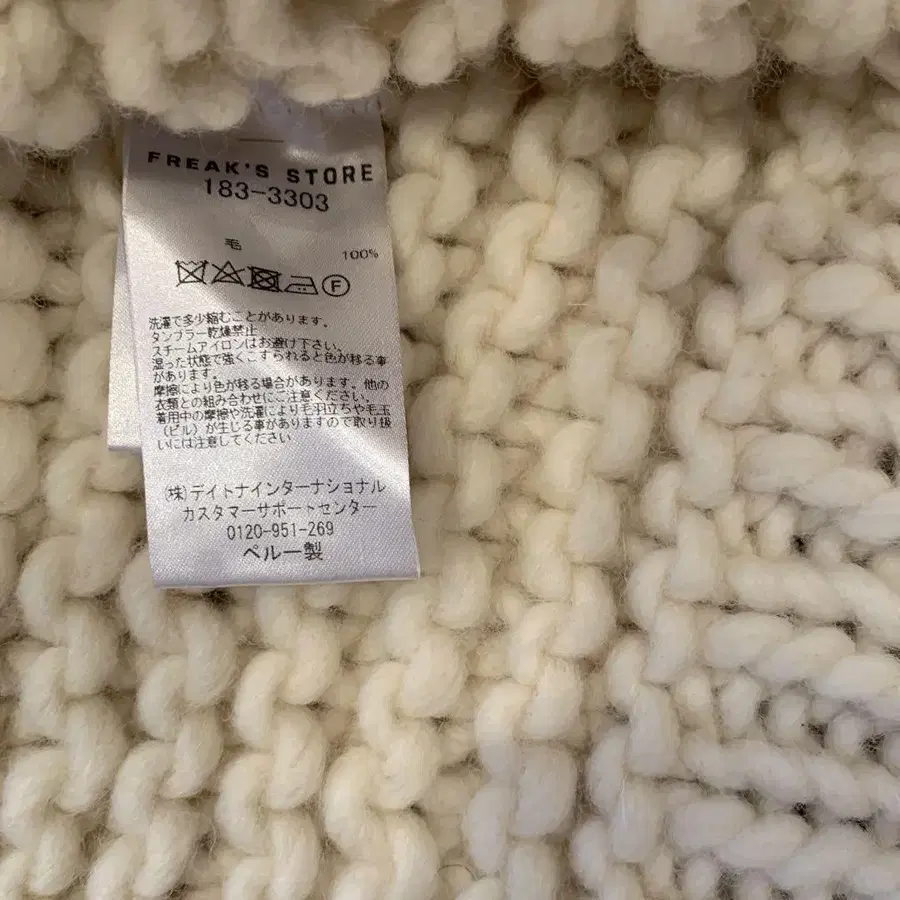 FREAK'S STORE
183-3303
毛
100%
F
洗濯で多少縮むことがあります。
タンブラー乾燥禁止
スチームアイロンはお避け下さい。
湿った状態で強くこすられると色が移る事
があります。
摩擦により色が移る場合があります。他の
衣類との組み合わせにご注意ください。
着用中の摩擦や洗濯により毛羽立ちや毛玉
(ピル)が生じる事がありますので取り扱
いには注意してください
(株)デイトナインターナショナル
カスタマーサポートセンター
0120-951-269
ペルー製